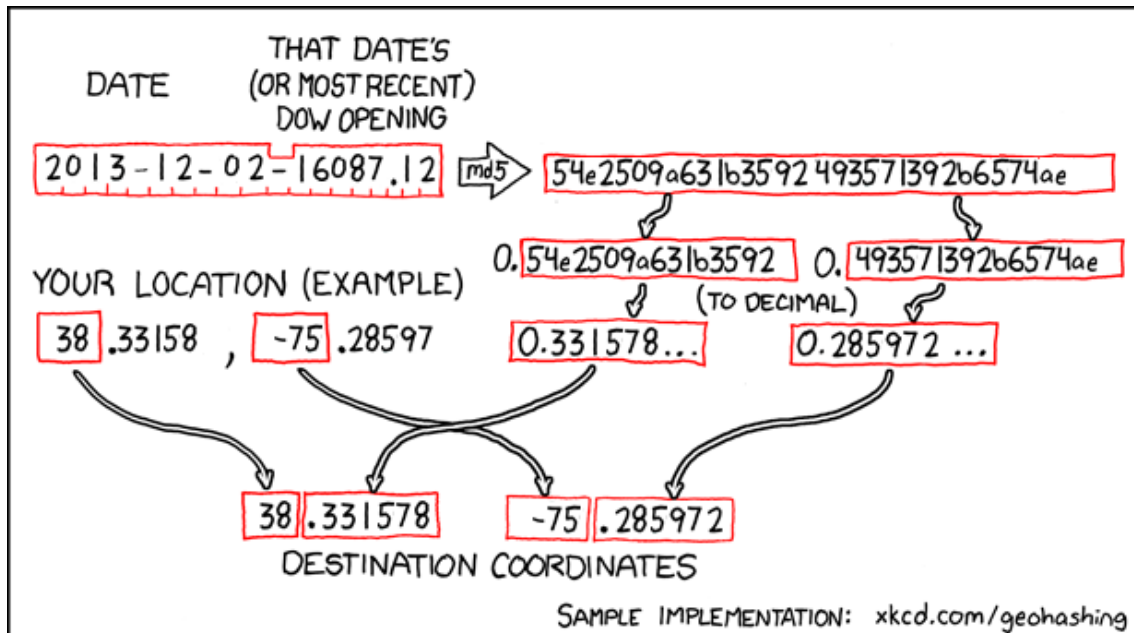 DATE
THAT DATE'S
(OR MOST RECENT)
DOW OPENING
2013-12-02-16087.12
md5
54e2509a631b3592493571392b6574ae
0.54e2509a631b3592
0.493571392b6574ae
YOUR LOCATION (EXAMPLE)
(TO DECIMAL)
38.33158, -75.28597
0.331578...
0.285972...
38.331578
-75.285972
DESTINATION COORDINATES
SAMPLE IMPLEMENTATION: xkcd.com/geohashing